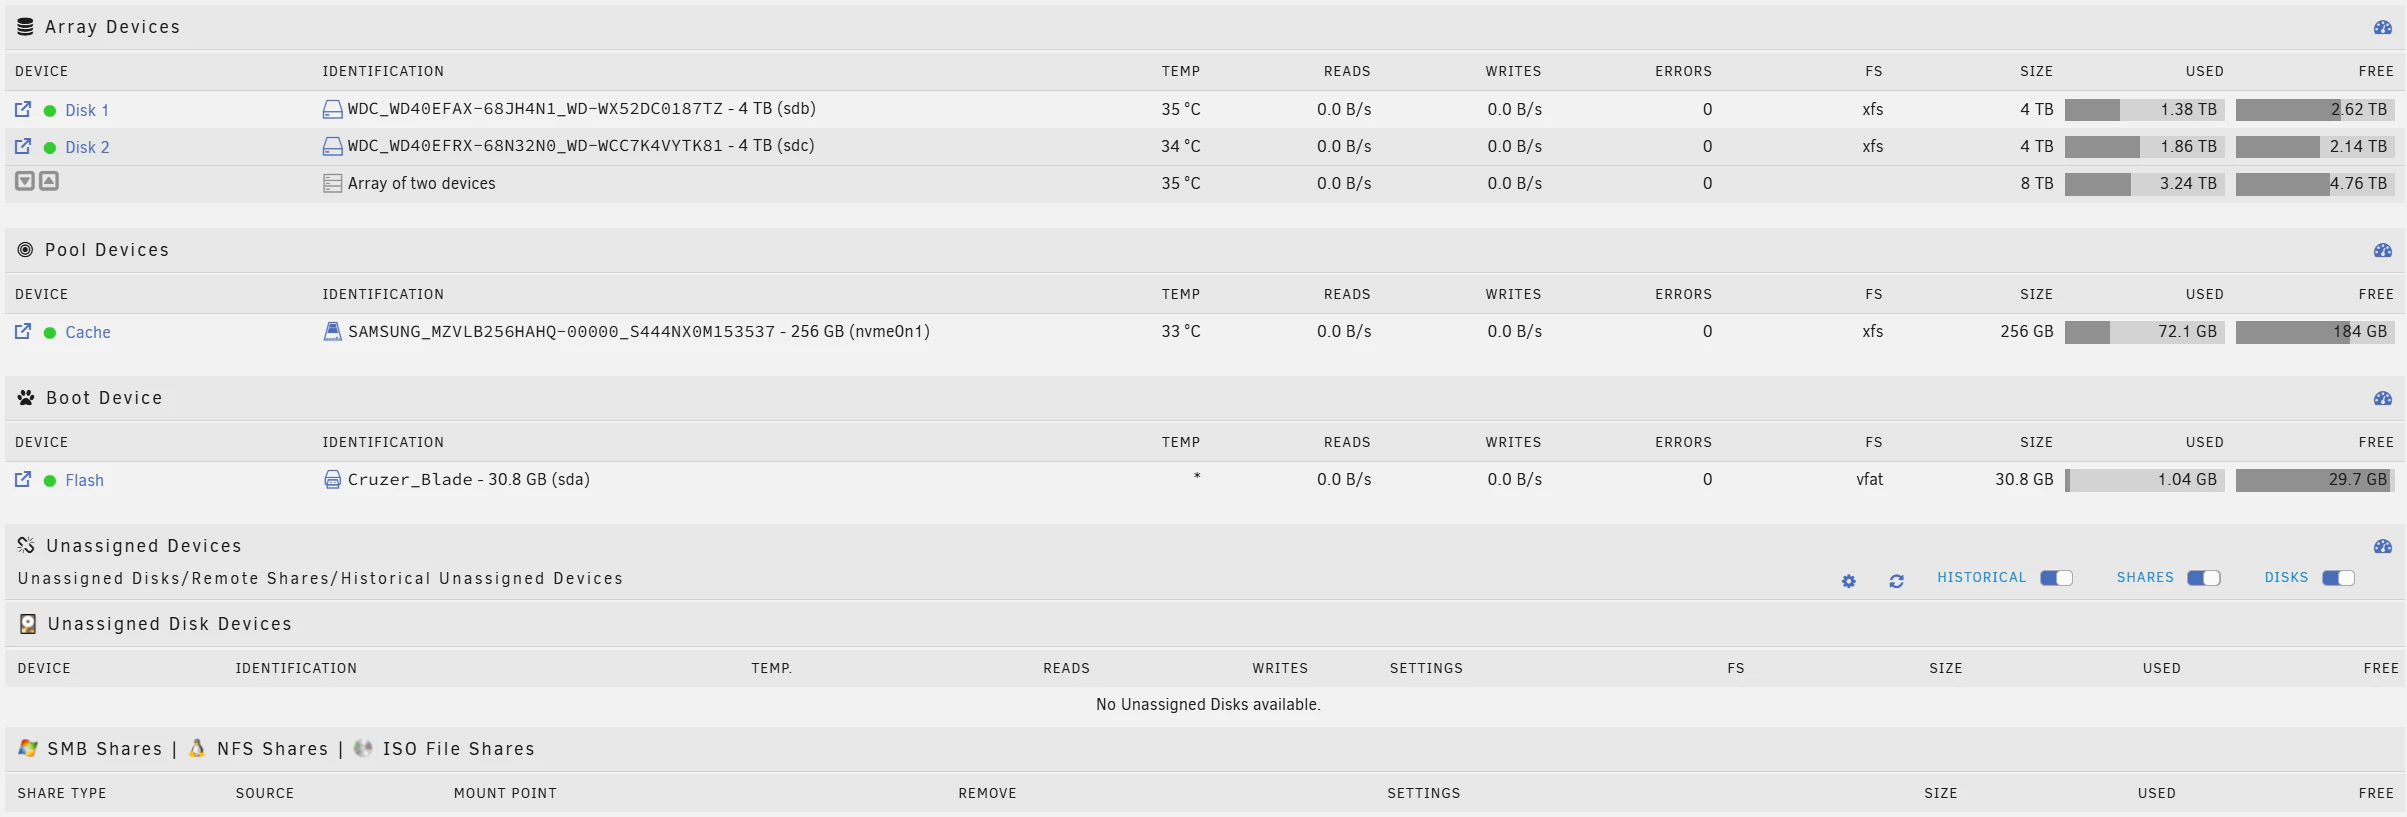 Array Devices
DEVICE IDENTIFICATION TEMP READS WRITES ERRORS FS SIZE USED FREE
Disk 1 WDC_WD40EFAX-68JH4N1_WD-WX52DC0187TZ - 4 TB (sdb) 35 °C 0.0 B/s 0.0 B/s 0 xfs 4 TB 1.38 TB 2.62 TB
Disk 2 WDC_WD40EFRX-68N32N0_WD-WCC7K4VYTK81 - 4 TB (sdc) 34 °C 0.0 B/s 0.0 B/s 0 xfs 4 TB 1.86 TB 2.14 TB
Array of two devices 35 °C 0.0 B/s 0.0 B/s 0 8 TB 3.24 TB 4.76 TB
Pool Devices
DEVICE IDENTIFICATION TEMP READS WRITES ERRORS FS SIZE USED FREE
Cache SAMSUNG_MZVLB256HAHQ-00000_S444NX0M153537 - 256 GB (nvme0n1) 33 °C 0.0 B/s 0.0 B/s 0 xfs 256 GB 72.1 GB 184 GB
Boot Device
DEVICE IDENTIFICATION TEMP READS WRITES ERRORS FS SIZE USED FREE
Flash Cruzer_Blade - 30.8 GB (sda) * 0.0 B/s 0.0 B/s 0 vfat 30.8 GB 1.04 GB 29.7 GB
Unassigned Devices
Unassigned Disks/Remote Shares/Historical Unassigned Devices HISTORICAL SHARES DISKS
Unassigned Disk Devices
DEVICE IDENTIFICATION TEMP. READS WRITES SETTINGS FS SIZE USED FREE
No Unassigned Disks available.
SMB Shares | NFS Shares | ISO File Shares
SHARE TYPE SOURCE MOUNT POINT REMOVE SETTINGS SIZE USED FREE